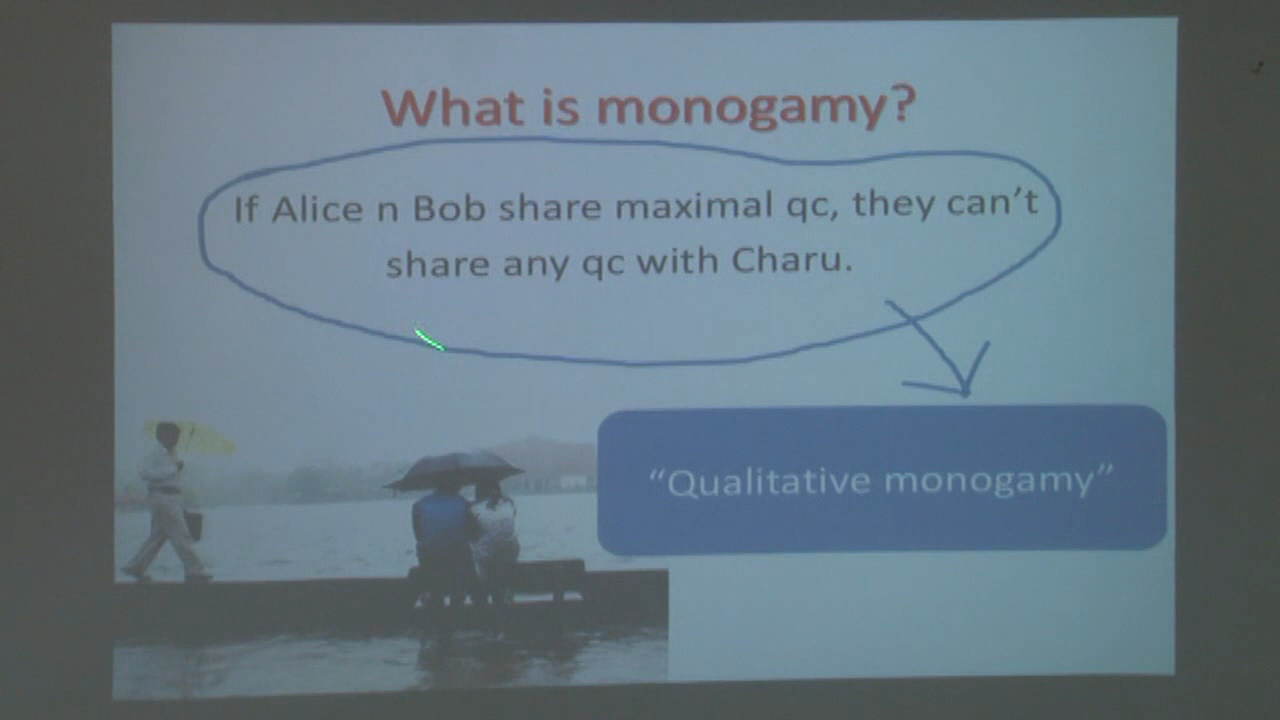 What is monogamy?
If Alice n Bob share maximal qc, they can't
share any qc with Charu.
“Qualitative monogamy”